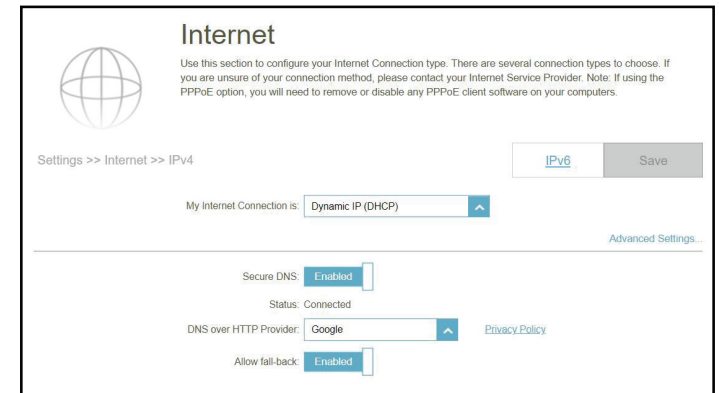 Internet
Use this section to configure your Internet Connection type. There are several connection types to choose. If
you are unsure of your connection method, please contact your Internet Service Provider. Note: If using the
PPPoE option, you will need to remove or disable any PPPoE client software on your computers.
Settings >> Internet >> IPv4
IPv6
Save
My Internet Connection is: Dynamic IP (DHCP)
Advanced Settings...
Secure DNS: Enabled
Status: Connected
DNS over HTTP Provider: Google Privacy Policy
Allow fall-back: Enabled